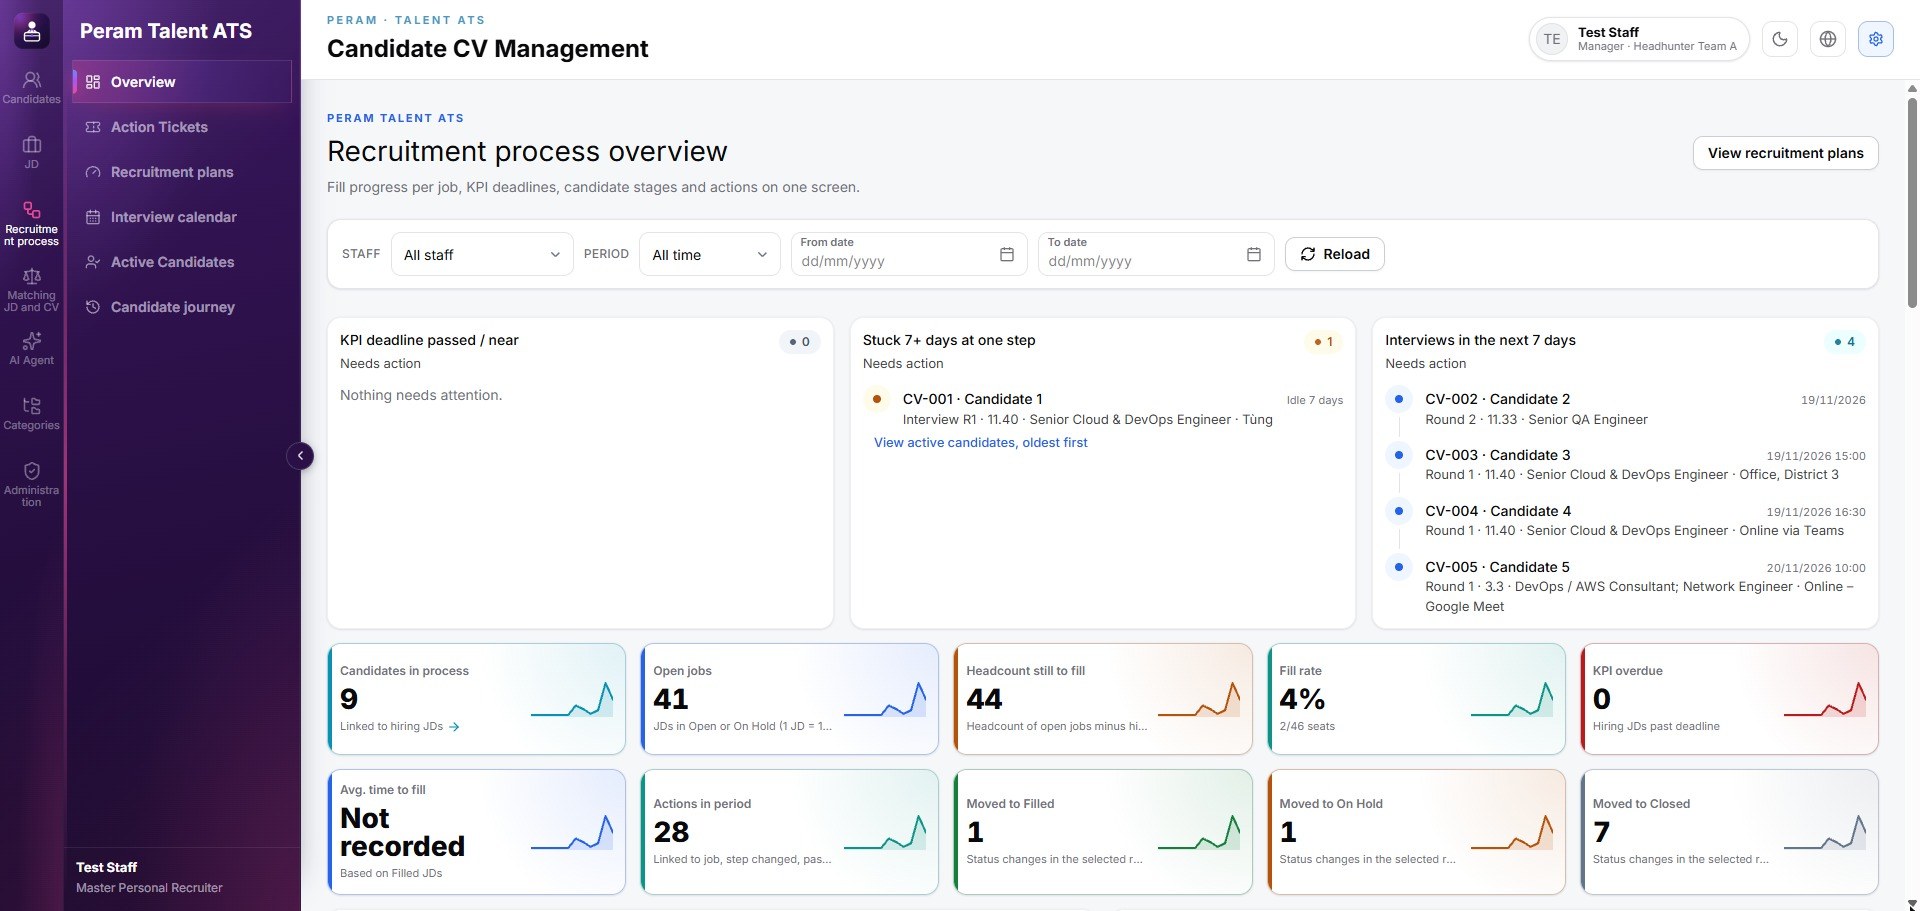 Peram Talent ATS
Candidates
JD
Recruitme
nt process
Matching
JD and CV
AI Agent
Categories
Administra
tion
Overview
Action Tickets
Recruitment plans
Interview calendar
Active Candidates
Candidate journey
Test Staff
Master Personal Recruiter
PERAM · TALENT ATS
Candidate CV Management
TE
Test Staff
Manager · Headhunter Team A
PERAM TALENT ATS
Recruitment process overview
Fill progress per job, KPI deadlines, candidate stages and actions on one screen.
View recruitment plans
STAFF
All staff
PERIOD
All time
From date
dd/mm/yyyy
To date
dd/mm/yyyy
Reload
KPI deadline passed / near
0
Needs action
Nothing needs attention.
Stuck 7+ days at one step
1
Needs action
CV-001 · Candidate 1
Idle 7 days
Interview R1 · 11.40 · Senior Cloud & DevOps Engineer · Tùng
View active candidates, oldest first
Interviews in the next 7 days
4
Needs action
CV-002 · Candidate 2
19/11/2026
Round 2 · 11.33 · Senior QA Engineer
CV-003 · Candidate 3
19/11/2026 15:00
Round 1 · 11.40 · Senior Cloud & DevOps Engineer · Office, District 3
CV-004 · Candidate 4
19/11/2026 16:30
Round 1 · 11.40 · Senior Cloud & DevOps Engineer · Online via Teams
CV-005 · Candidate 5
20/11/2026 10:00
Round 1 · 3.3 · DevOps / AWS Consultant; Network Engineer · Online –
Google Meet
Candidates in process
9
Linked to hiring JDs →
Open jobs
41
JDs in Open or On Hold (1 JD = 1...
Headcount still to fill
44
Headcount of open jobs minus hi...
Fill rate
4%
2/46 seats
KPI overdue
0
Hiring JDs past deadline
Avg. time to fill
Not
recorded
Based on Filled JDs
Actions in period
28
Linked to job, step changed, pas...
Moved to Filled
1
Status changes in the selected r...
Moved to On Hold
1
Status changes in the selected r...
Moved to Closed
7
Status changes in the selected r...